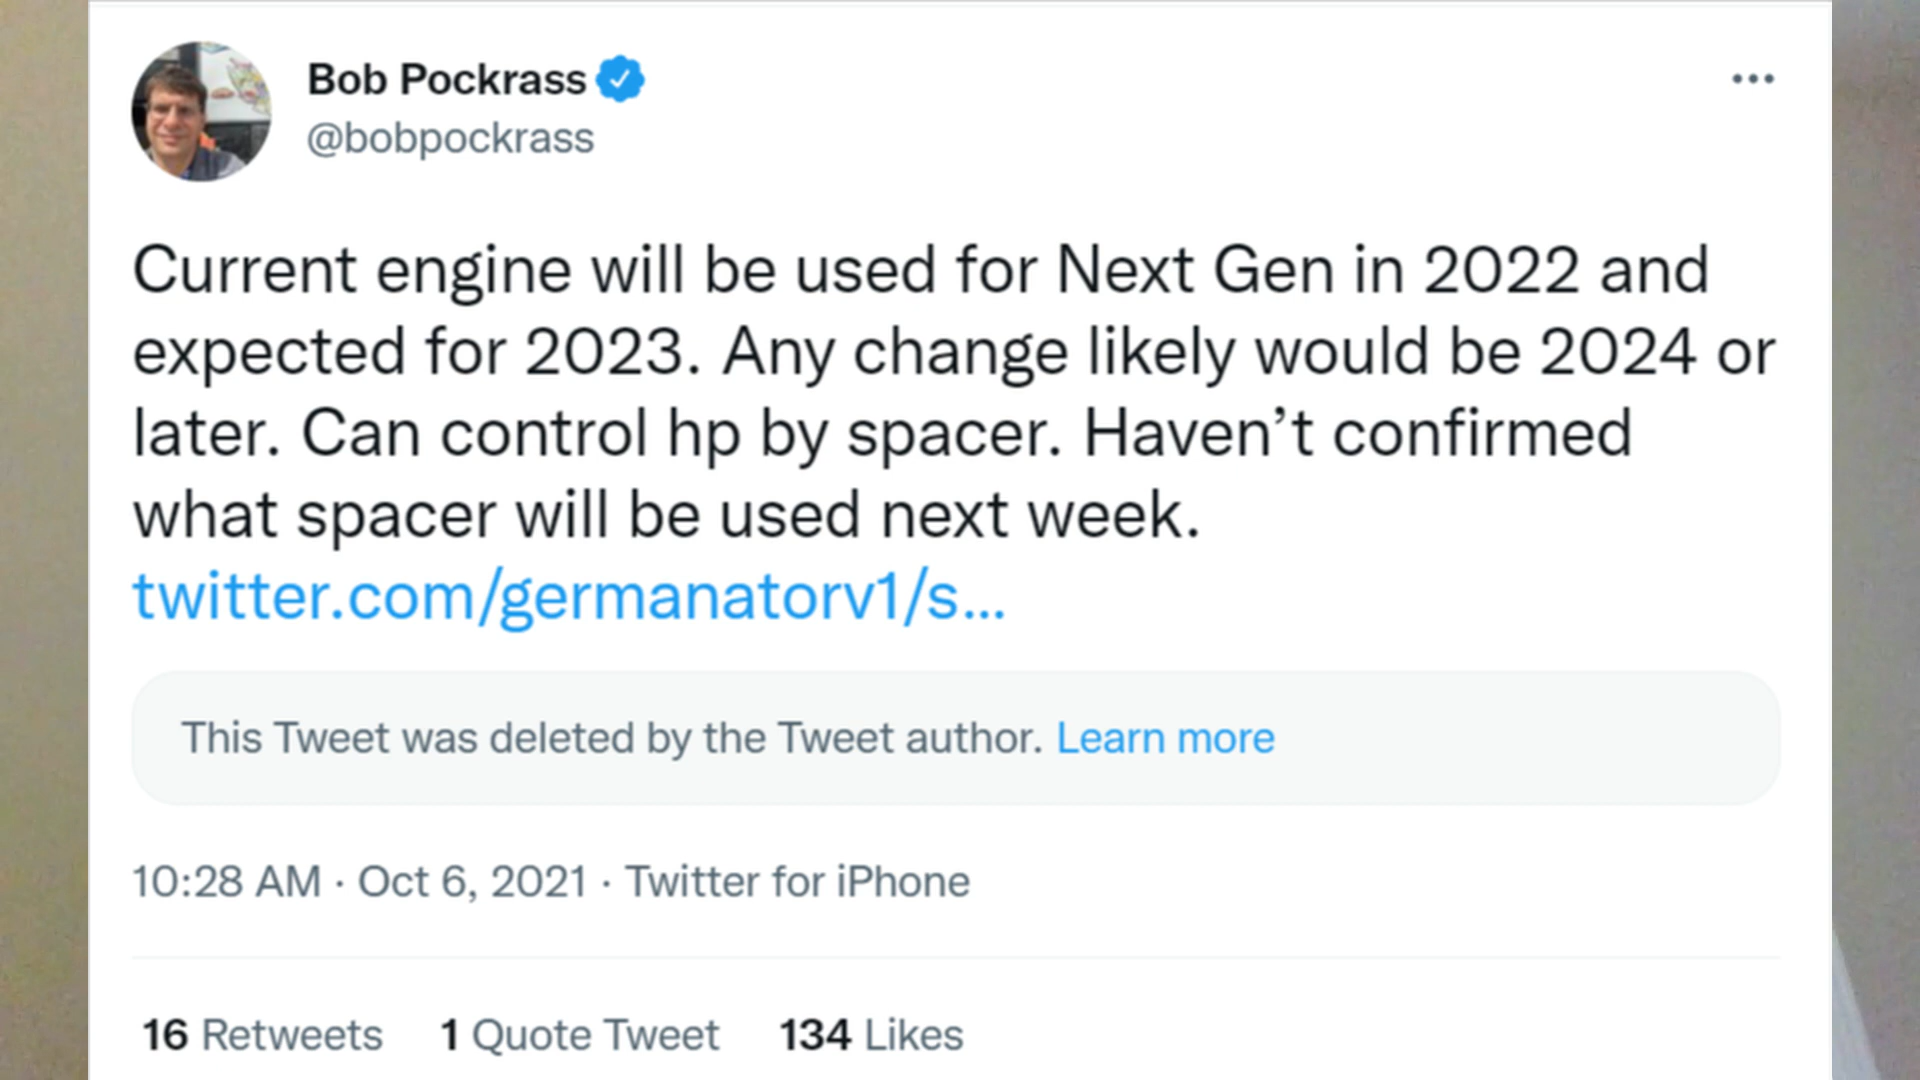 Bob Pockrass
@bobpockrass
Current engine will be used for Next Gen in 2022 and
expected for 2023. Any change likely would be 2024 or
later. Can control hp by spacer. Haven’t confirmed
what spacer will be used next week.
twitter.com/germanatorv1/s...
This Tweet was deleted by the Tweet author. Learn more
10:28 AM · Oct 6, 2021 · Twitter for iPhone
16 Retweets 1 Quote Tweet 134 Likes